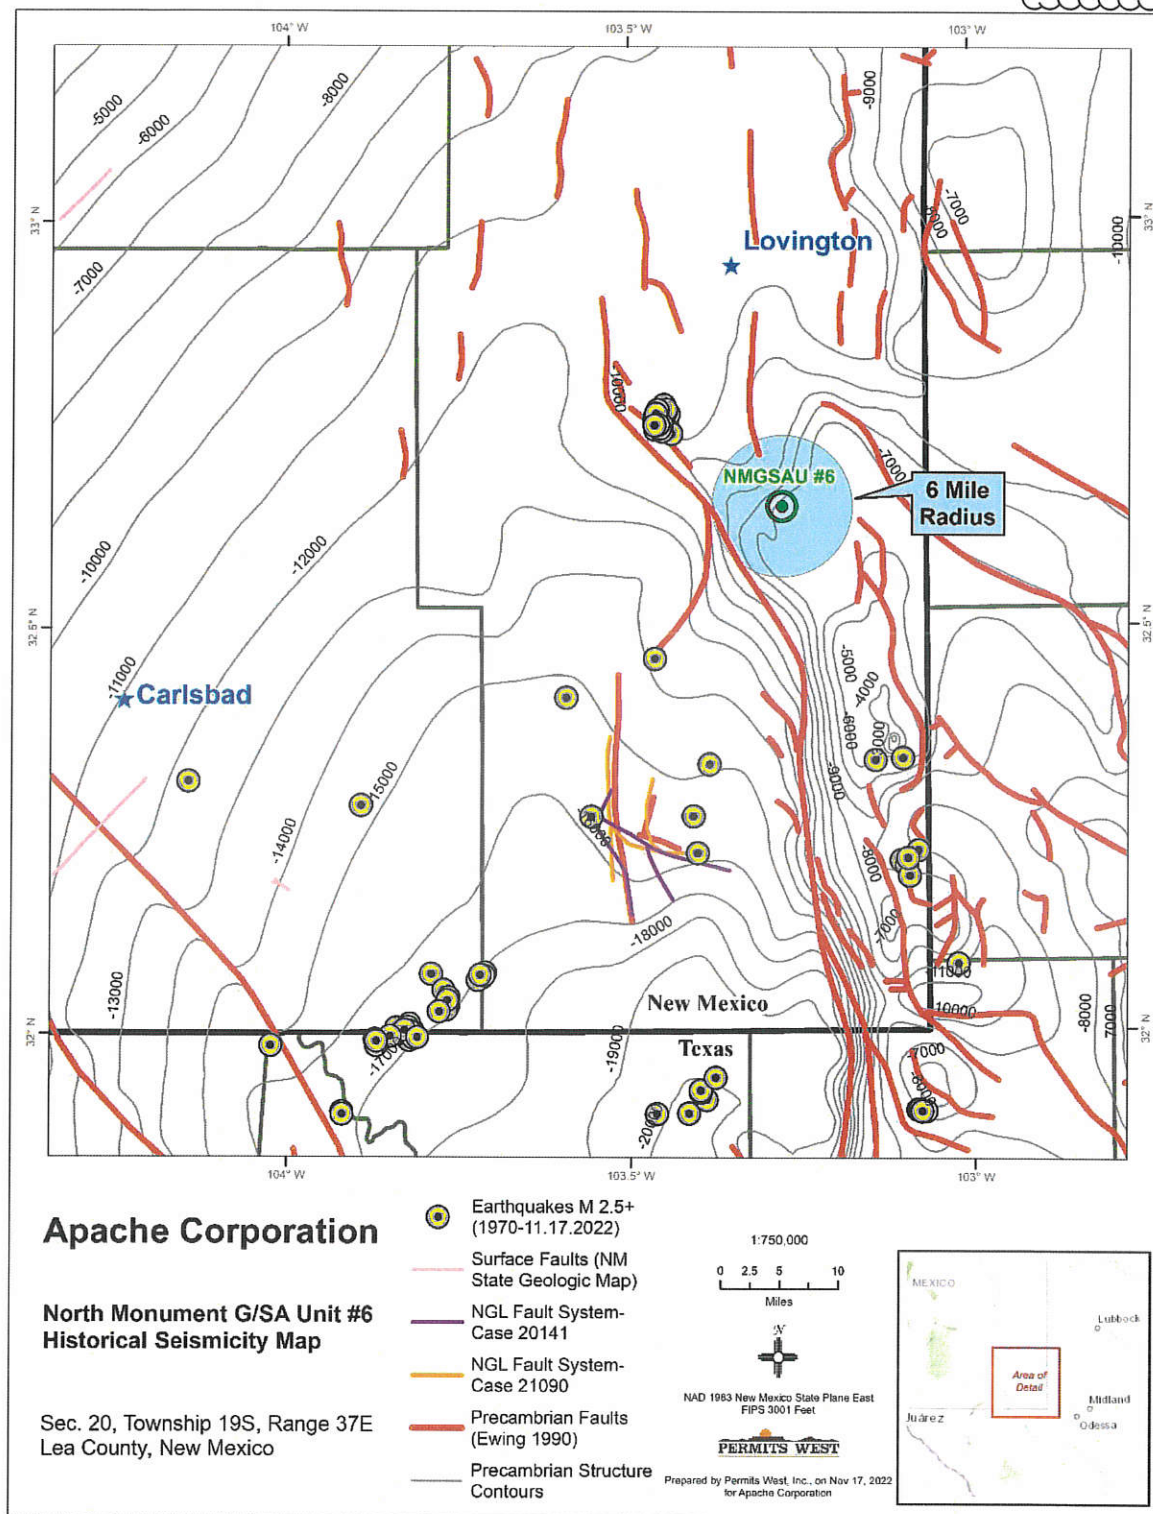 104° W
103.5° W
103° W
-5000
-6000
-8000
-9000
-7000
33° N
33° N
-7000
-8000
-10000
Lovington
-10000
-7000
NMGSAU #6
6 Mile
Radius
-10000
-12000
32.5° N
32.5° N
-11000
Carlsbad
-5000
-4000
-6000
-9000
-15000
-14000
-8000
-7000
-18000
-13000
-11000
-10000
New Mexico
Texas
32° N
32° N
-17000
-19000
-7000
-8000
-8000
7000
104° W
103.5° W
103° W
Apache Corporation
North Monument G/SA Unit #6
Historical Seismicity Map
Sec. 20, Township 19S, Range 37E
Lea County, New Mexico
Earthquakes M 2.5+
(1970-11.17.2022)
Surface Faults (NM
State Geologic Map)
NGL Fault System-
Case 20141
NGL Fault System-
Case 21090
Precambrian Faults
(Ewing 1990)
Precambrian Structure
Contours
1:750,000
0 2.5 5 10
Miles
N
NAD 1983 New Mexico State Plane East
FIPS 3001 Feet
PERMITS WEST
Prepared by Permits West, Inc., on Nov 17, 2022
for Apache Corporation
MEXICO
Lubbock
Area of
Detail
Midland
Odessa
Juárez